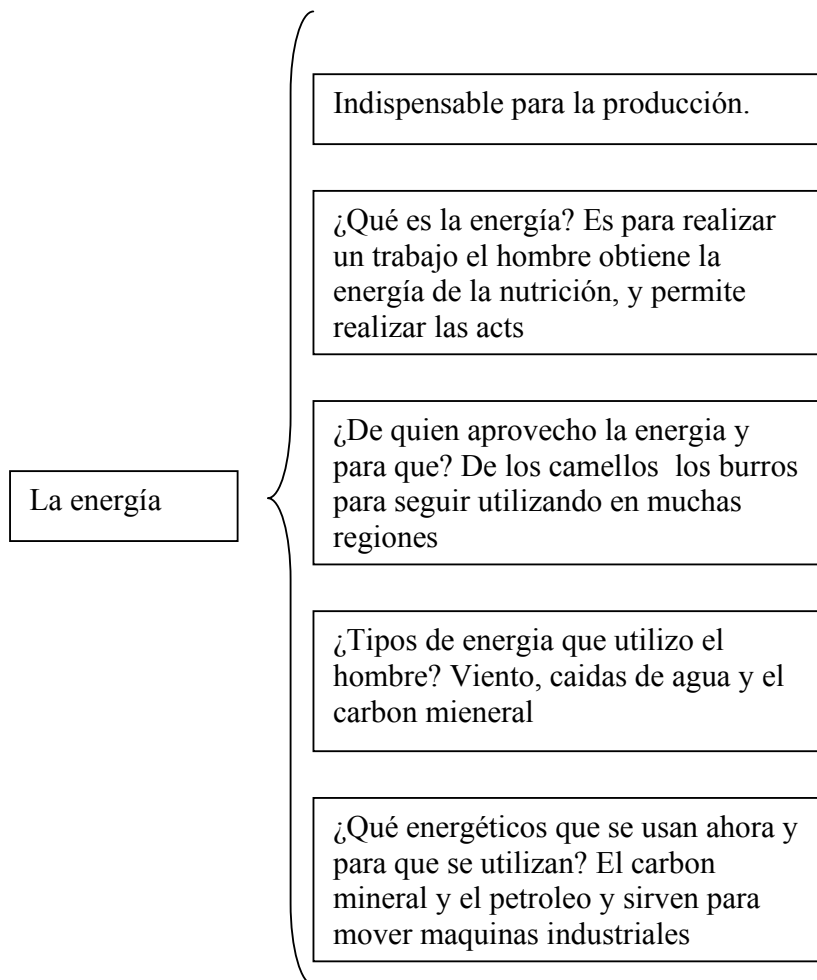 Indispensable para la producción.
¿Qué es la energía? Es para realizar
un trabajo el hombre obtiene la
energía de la nutrición, y permite
realizar las acts
¿De quien aprovecho la energia y
para que? De los camellos  los burros
para seguir utilizando en muchas
regiones
La energía
¿Tipos de energia que utilizo el
hombre? Viento, caidas de agua y el
carbon mieneral
¿Qué energéticos que se usan ahora y
para que se utilizan? El carbon
mineral y el petroleo y sirven para
mover maquinas industriales